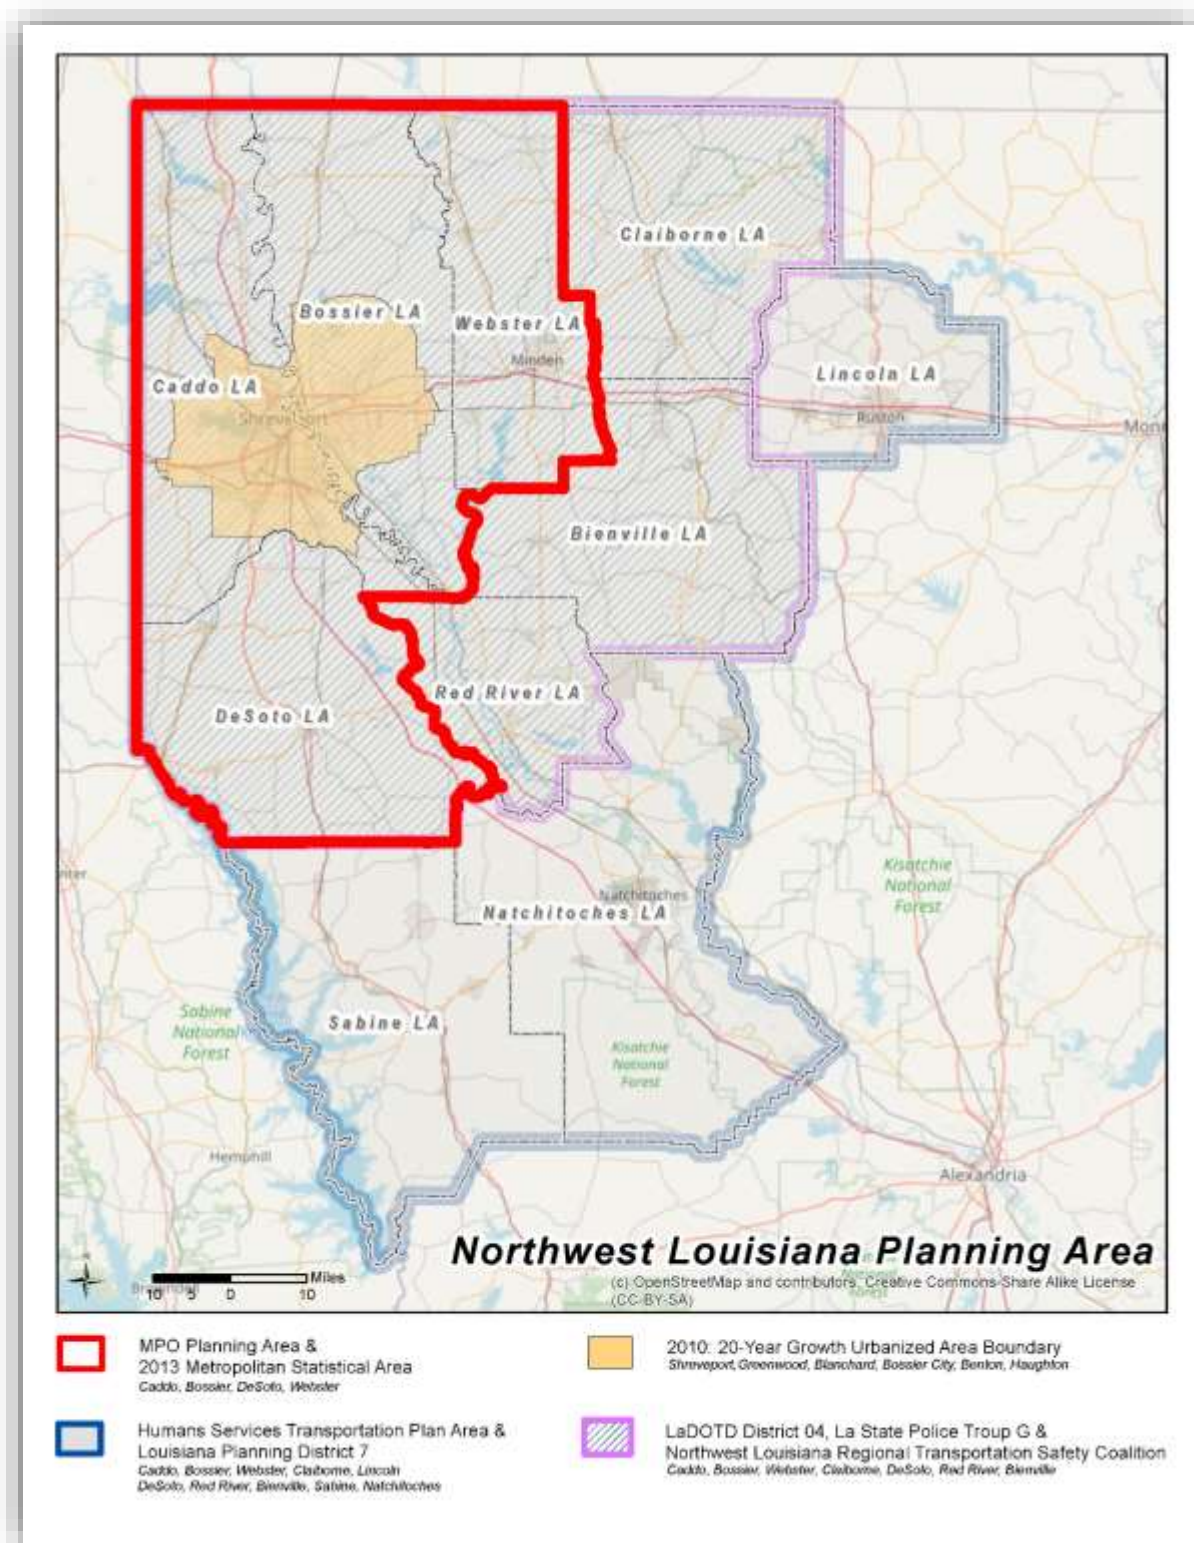 Claiborne LA
Bossier LA
Webster LA
Minden
Caddo LA
Lincoln LA
Shreveport
Ruston
Bienville LA
Red River LA
DeSoto LA
Kisatchie
National
Forest
Natchitoches
Natchitoches LA
Sabine
National
Forest
Sabine LA
Kisatchie
National
Forest
Hemphill
Alexandria
Northwest Louisiana Planning Area
Miles
10 5 0 10
(c) OpenStreetMap and contributors, Creative Commons-Share Alike License
(CC-BY-SA)
MPO Planning Area &
2013 Metropolitan Statistical Area
Caddo, Bossier, DeSoto, Webster
2010: 20-Year Growth Urbanized Area Boundary
Shreveport, Greenwood, Blanchard, Bossier City, Benton, Haughton
Humans Services Transportation Plan Area &
Louisiana Planning District 7
Caddo, Bossier, Webster, Claiborne, Lincoln
DeSoto, Red River, Bienville, Sabine, Natchitoches
LaDOTD District 04, La State Police Troup G &
Northwest Louisiana Regional Transportation Safety Coalition
Caddo, Bossier, Webster, Claiborne, DeSoto, Red River, Bienville